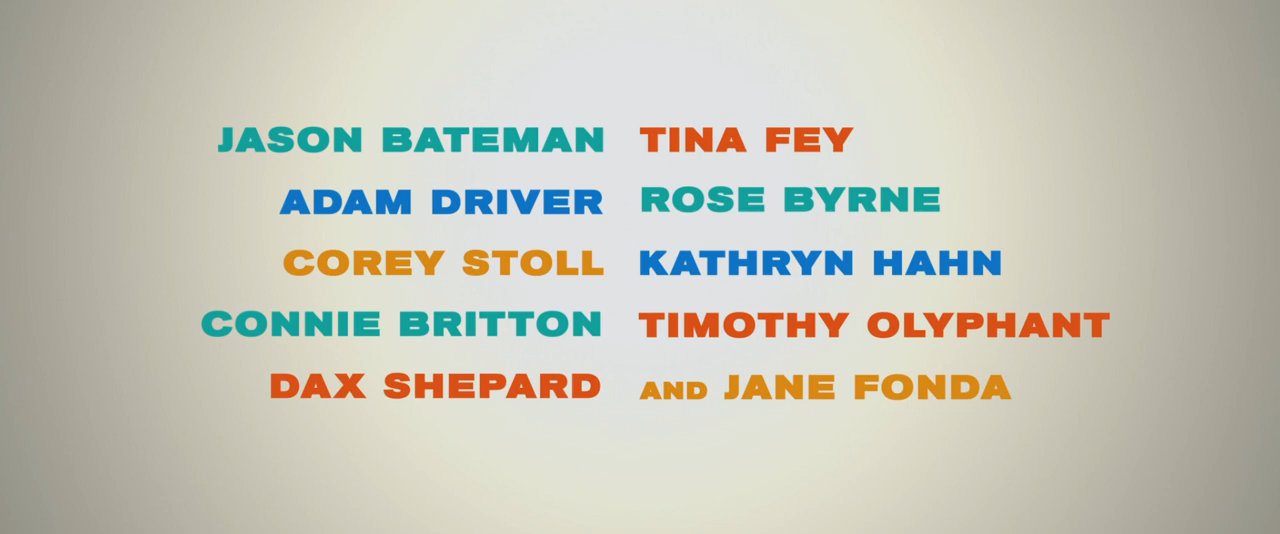 JASON BATEMAN TINA FEY
ADAM DRIVER ROSE BYRNE
COREY STOLL KATHRYN HAHN
CONNIE BRITTON TIMOTHY OLYPHANT
DAX SHEPARD AND JANE FONDA